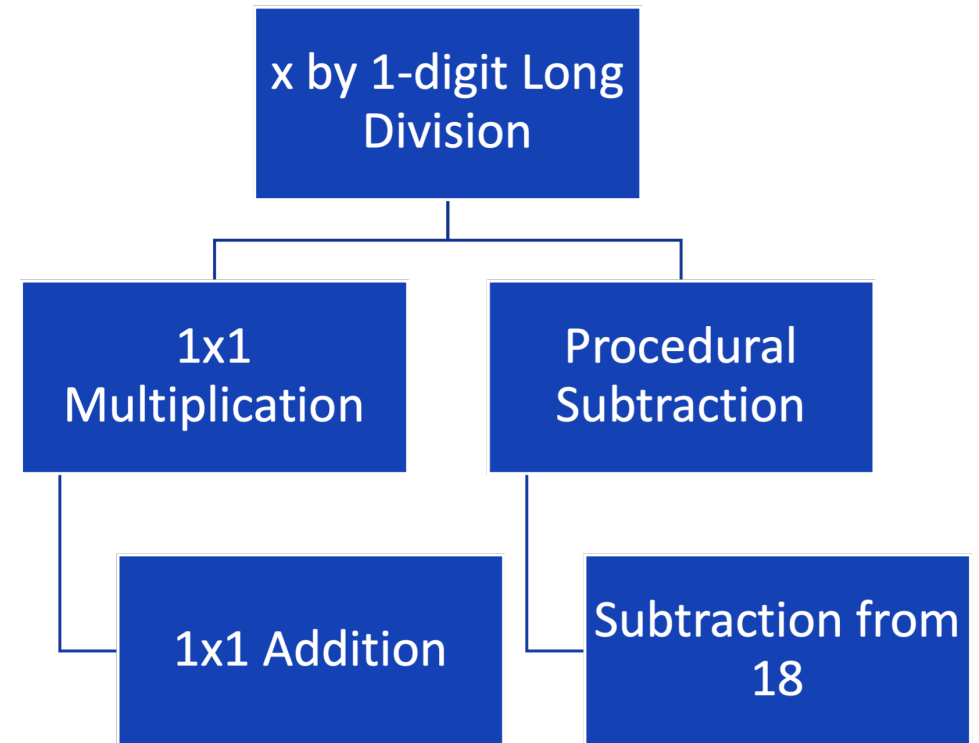 x by 1-digit Long
Division
1x1
Multiplication
Procedural
Subtraction
1x1 Addition
Subtraction from
18